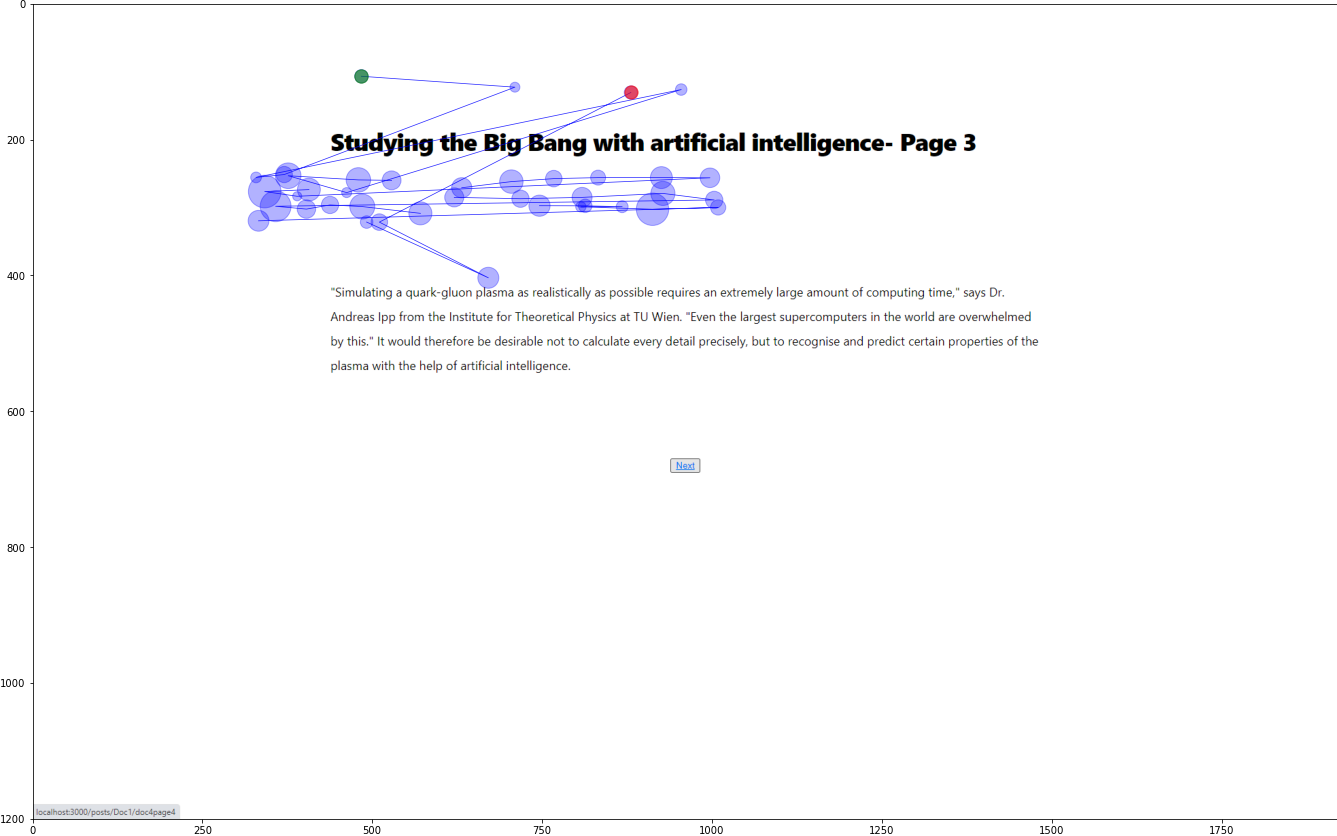 0
200
Studying the Big Bang with artificial intelligence- Page 3
400
"Simulating a quark-gluon plasma as realistically as possible requires an extremely large amount of computing time," says Dr.
Andreas Ipp from the Institute for Theoretical Physics at TU Wien. "Even the largest supercomputers in the world are overwhelmed
by this." It would therefore be desirable not to calculate every detail precisely, but to recognise and predict certain properties of the
plasma with the help of artificial intelligence.
600
Next
800
1000
localhost:3000/posts/Doc1/doc4page4
1200
0 250 500 750 1000 1250 1500 1750